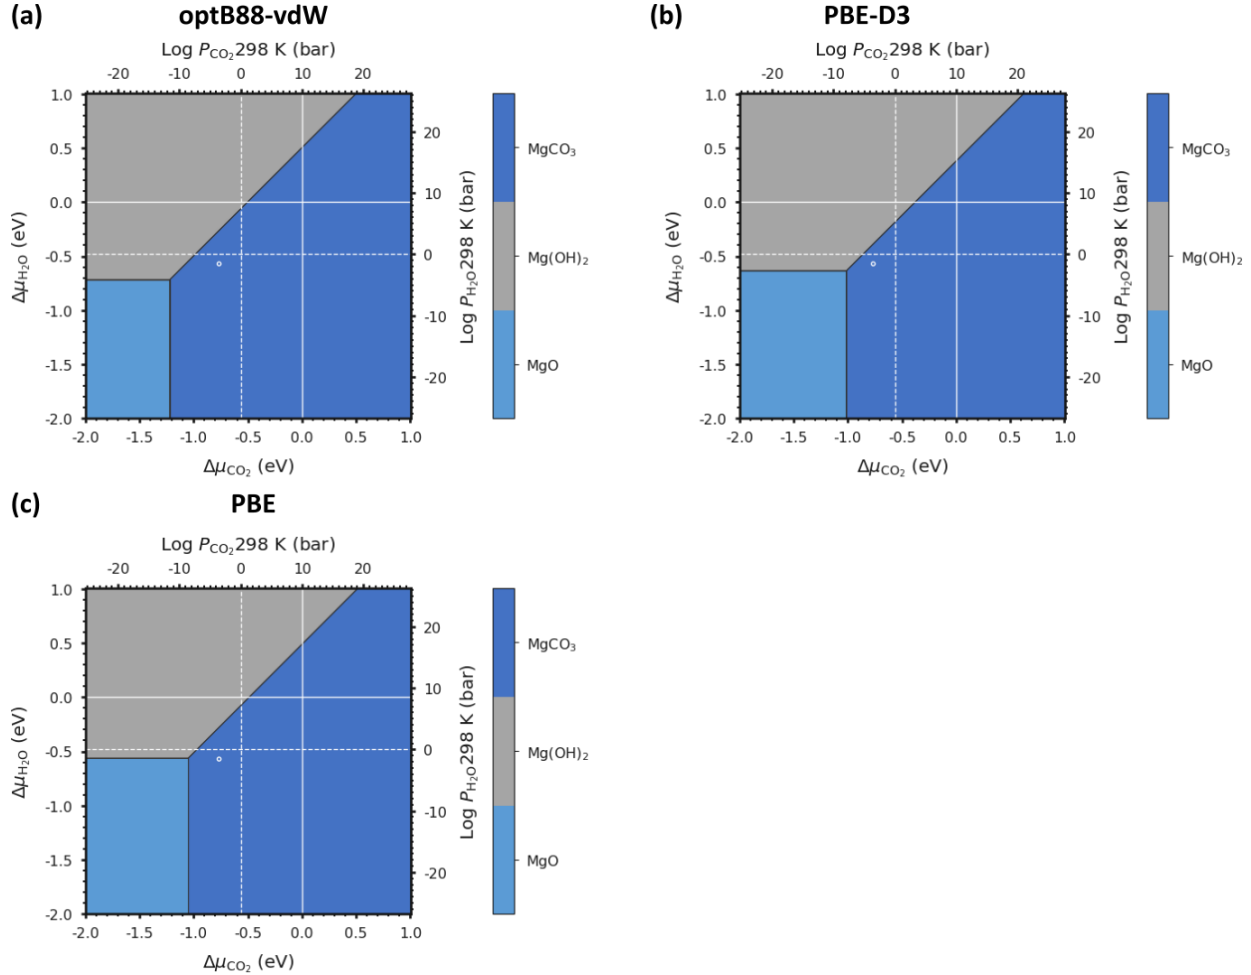 (a) optB88-vdW
Log P_CO₂ 298 K (bar)
-20 -10 0 10 20
1.0
0.5
0.0
-0.5
-1.0
-1.5
-2.0
Δμ_H₂O (eV)
-2.0 -1.5 -1.0 -0.5 0.0 0.5 1.0
Δμ_CO₂ (eV)
20
10
0
-10
-20
Log P_H₂O 298 K (bar)
MgCO₃
Mg(OH)₂
MgO
(b) PBE-D3
Log P_CO₂ 298 K (bar)
-20 -10 0 10 20
1.0
0.5
0.0
-0.5
-1.0
-1.5
-2.0
Δμ_H₂O (eV)
-2.0 -1.5 -1.0 -0.5 0.0 0.5 1.0
Δμ_CO₂ (eV)
20
10
0
-10
-20
Log P_H₂O 298 K (bar)
MgCO₃
Mg(OH)₂
MgO
(c) PBE
Log P_CO₂ 298 K (bar)
-20 -10 0 10 20
1.0
0.5
0.0
-0.5
-1.0
-1.5
-2.0
Δμ_H₂O (eV)
-2.0 -1.5 -1.0 -0.5 0.0 0.5 1.0
Δμ_CO₂ (eV)
20
10
0
-10
-20
Log P_H₂O 298 K (bar)
MgCO₃
Mg(OH)₂
MgO